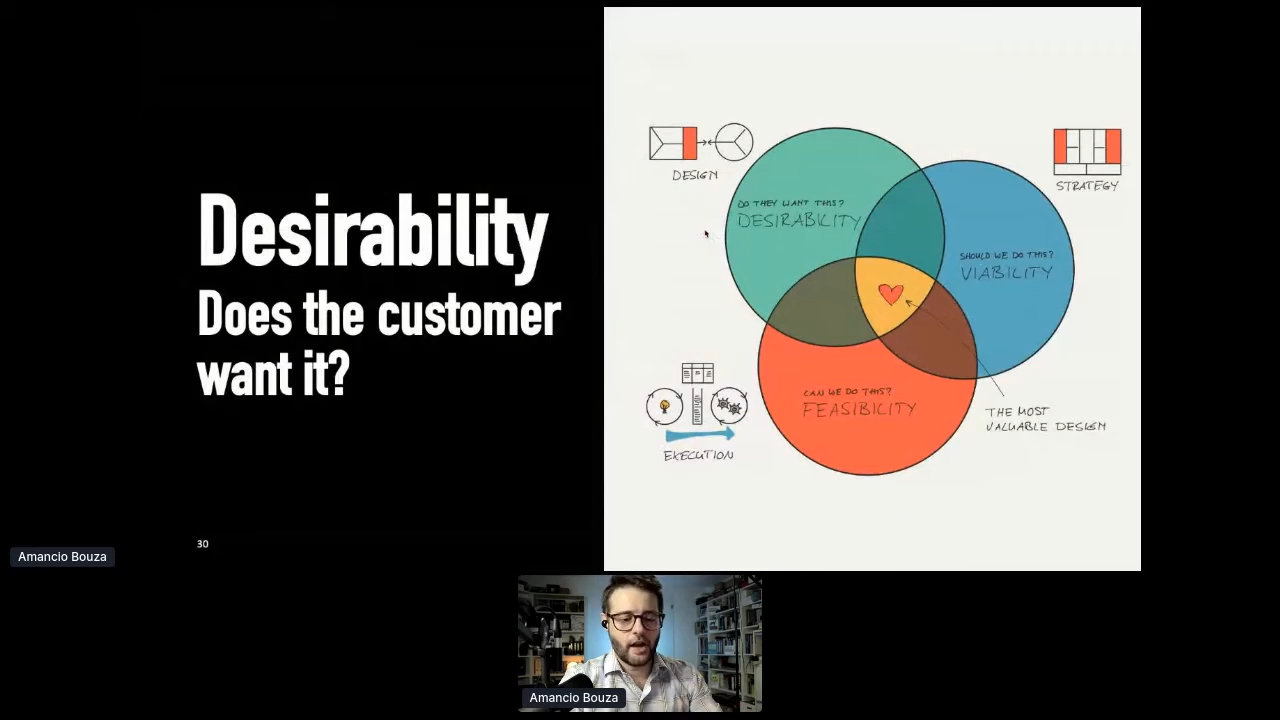 Desirability
Does the customer
want it?
30
DESIGN
STRATEGY
DO THEY WANT THIS?
DESIRABILITY
SHOULD WE DO THIS?
VIABILITY
CAN WE DO THIS?
FEASIBILITY
THE MOST
VALUABLE DESIGN
EXECUTION
Amancio Bouza
Amancio Bouza